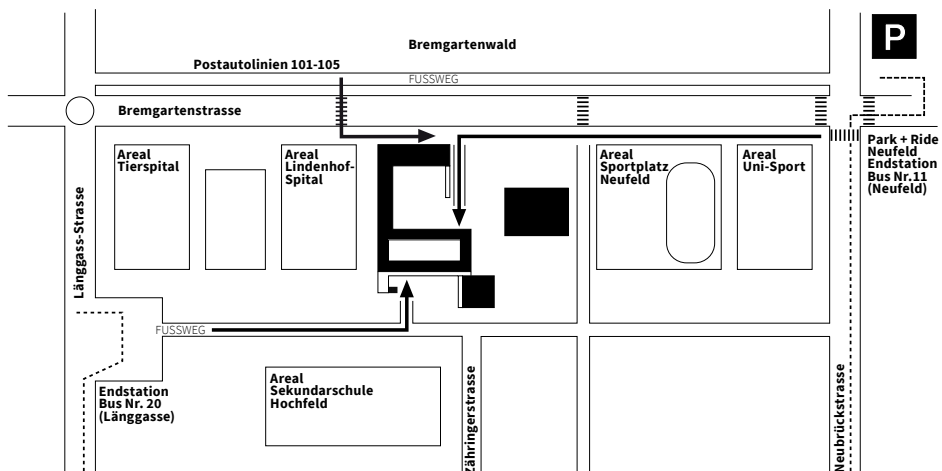 P
Bremgartenwald
Postautolinien 101-105
FUSSWEG
Bremgartenstrasse
Park + Ride
Neufeld
Endstation
Bus Nr.11
(Neufeld)
Areal
Tierspital
Areal
Lindenhof-
Spital
Areal
Sportplatz
Neufeld
Areal
Uni-Sport
Länggass-Strasse
FUSSWEG
Endstation
Bus Nr. 20
(Länggasse)
Areal
Sekundarschule
Hochfeld
Zähringerstrasse
Neubrückstrasse